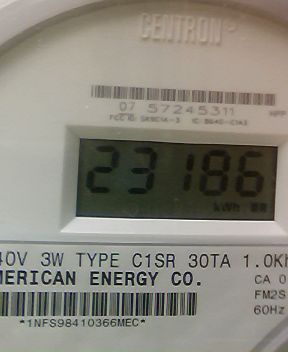 CENTRON
07 57245311
23186
kWh
40V 3W TYPE C1SR 30TA 1.0Kh
MERICAN ENERGY CO.
CA 0
FM2S
60Hz
*1NFS98410366MEC*